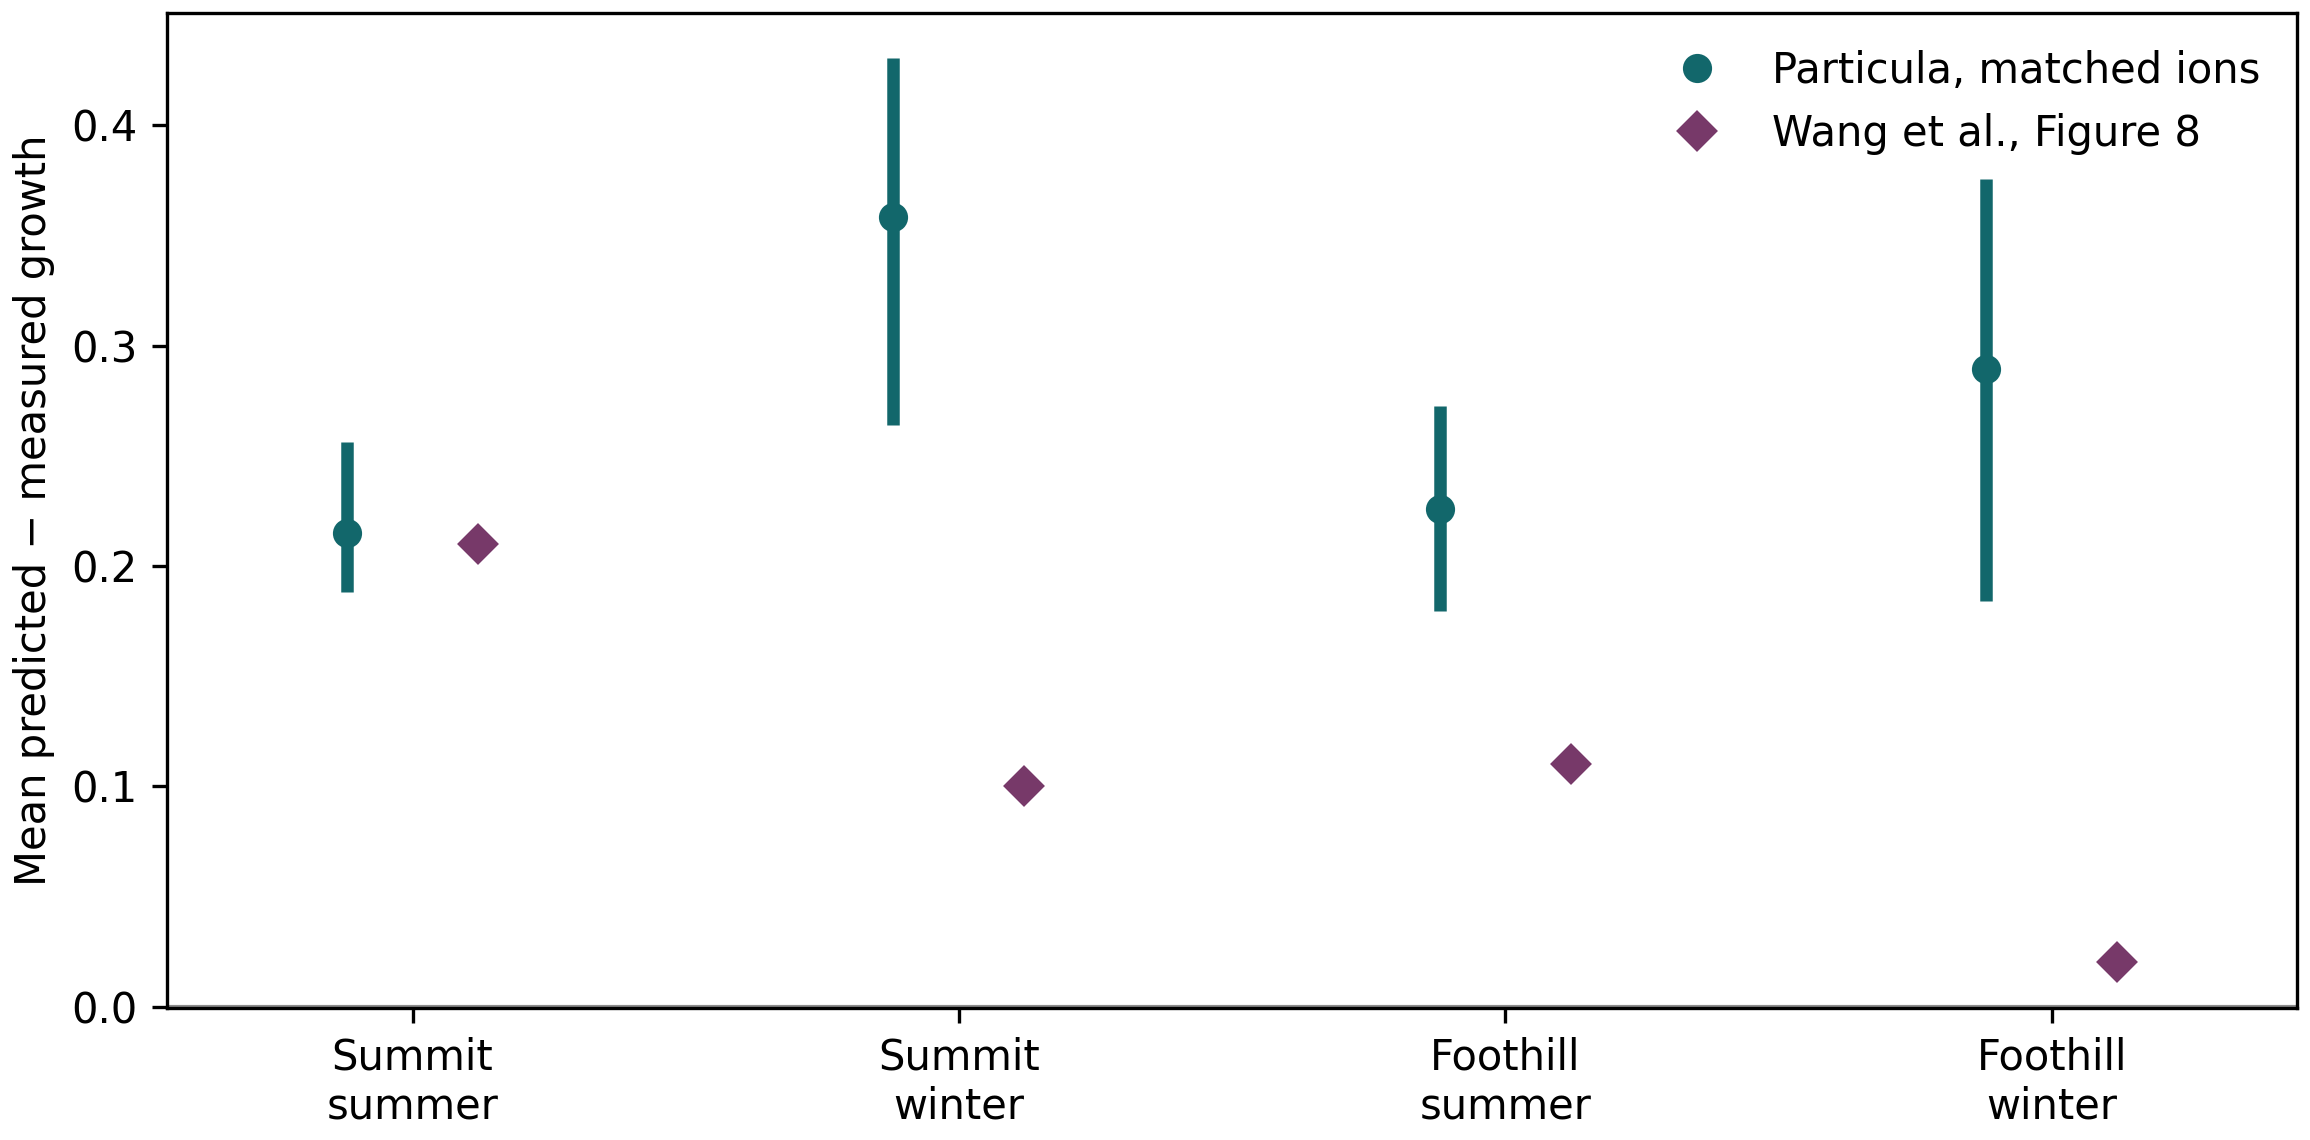 Mean predicted − measured growth
0.4
0.3
0.2
0.1
0.0
Particula, matched ions
Wang et al., Figure 8
Summit
summer
Summit
winter
Foothill
summer
Foothill
winter